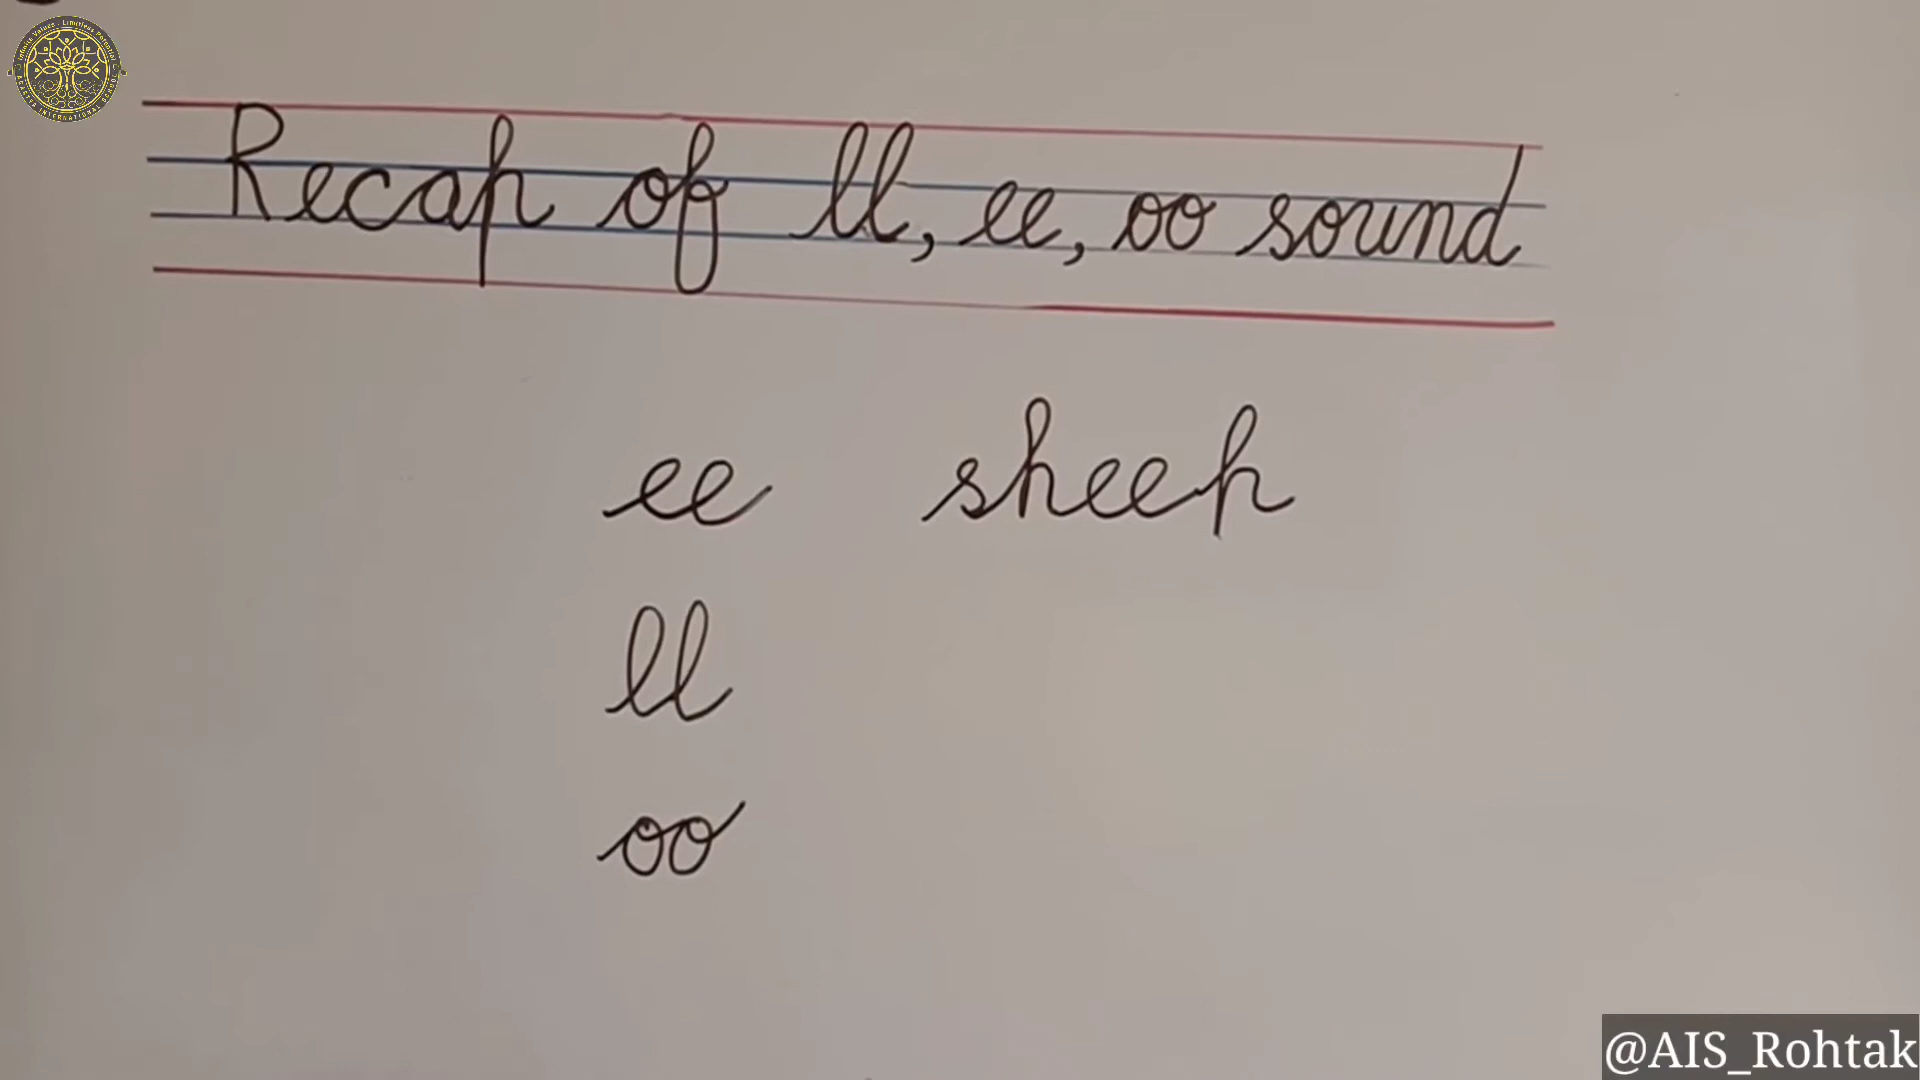 Recap of ll, ee, oo sound
ee sheep
ll
oo
@AIS_Rohtak